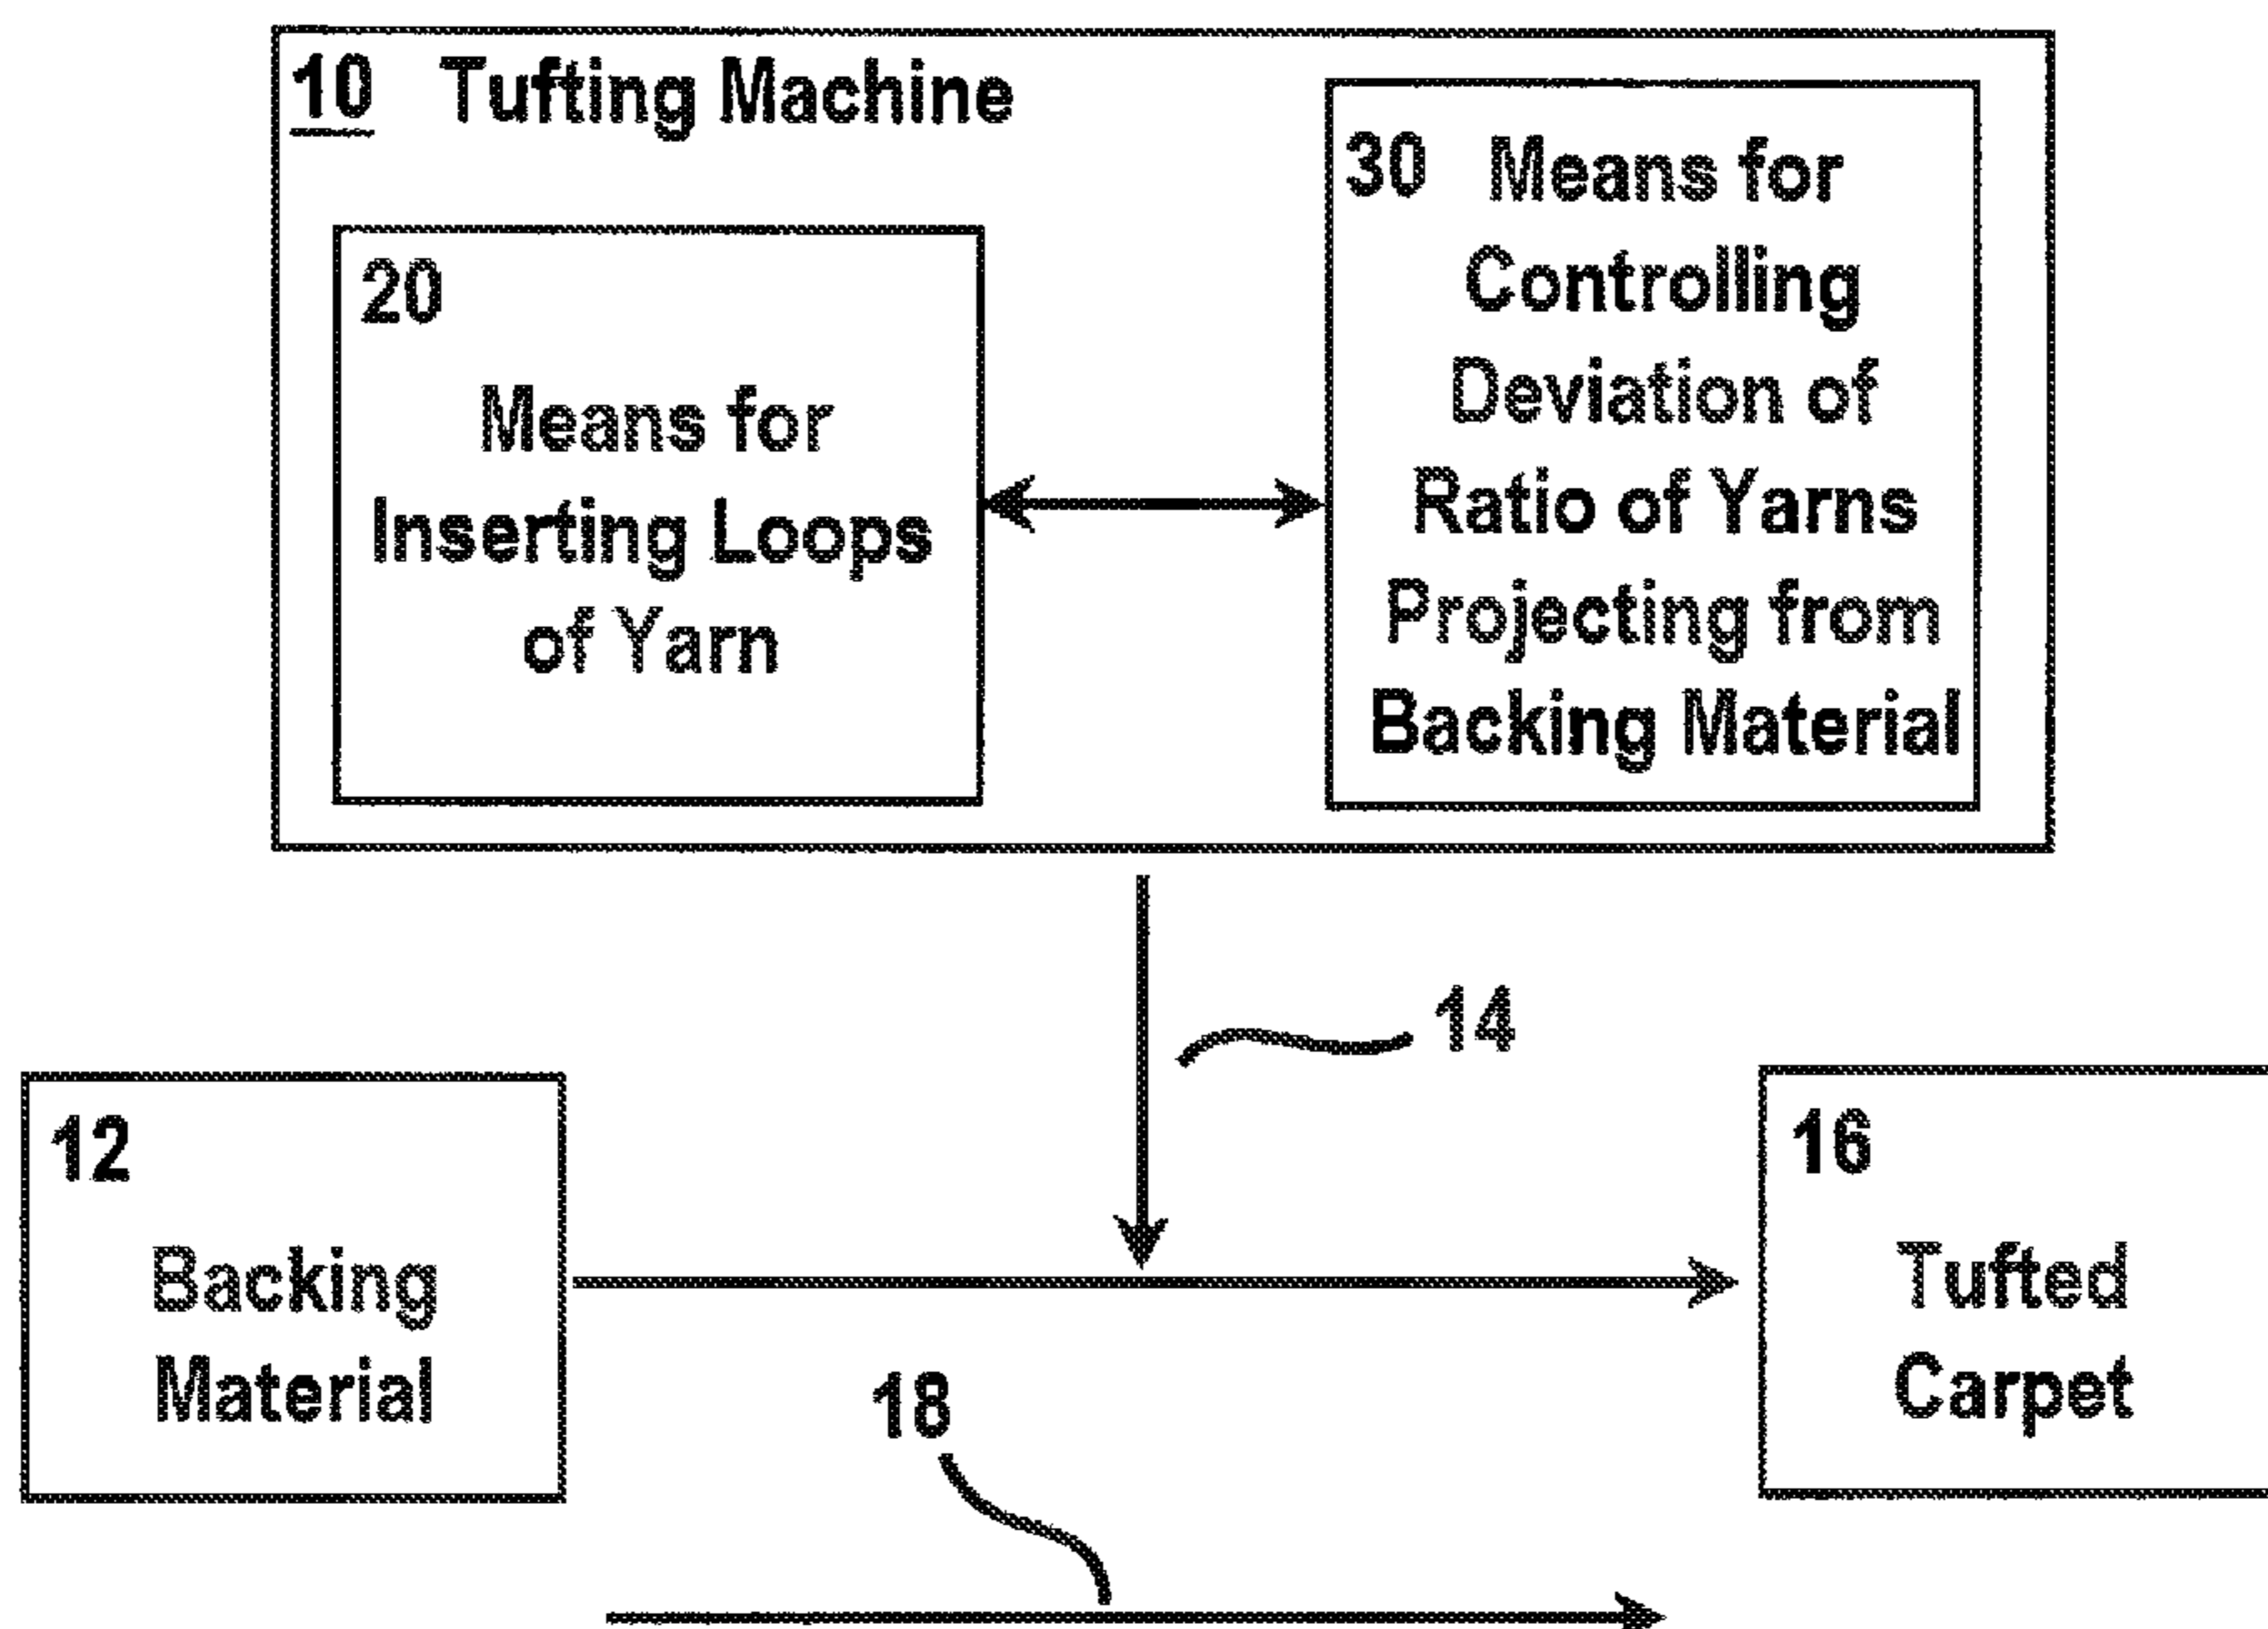 10 Tufting Machine
20
Means for
Inserting Loops
of Yarn
30 Means for
Controlling
Deviation of
Ratio of Yarns
Projecting from
Backing Material
14
12
Backing
Material
16
Tufted
Carpet
18